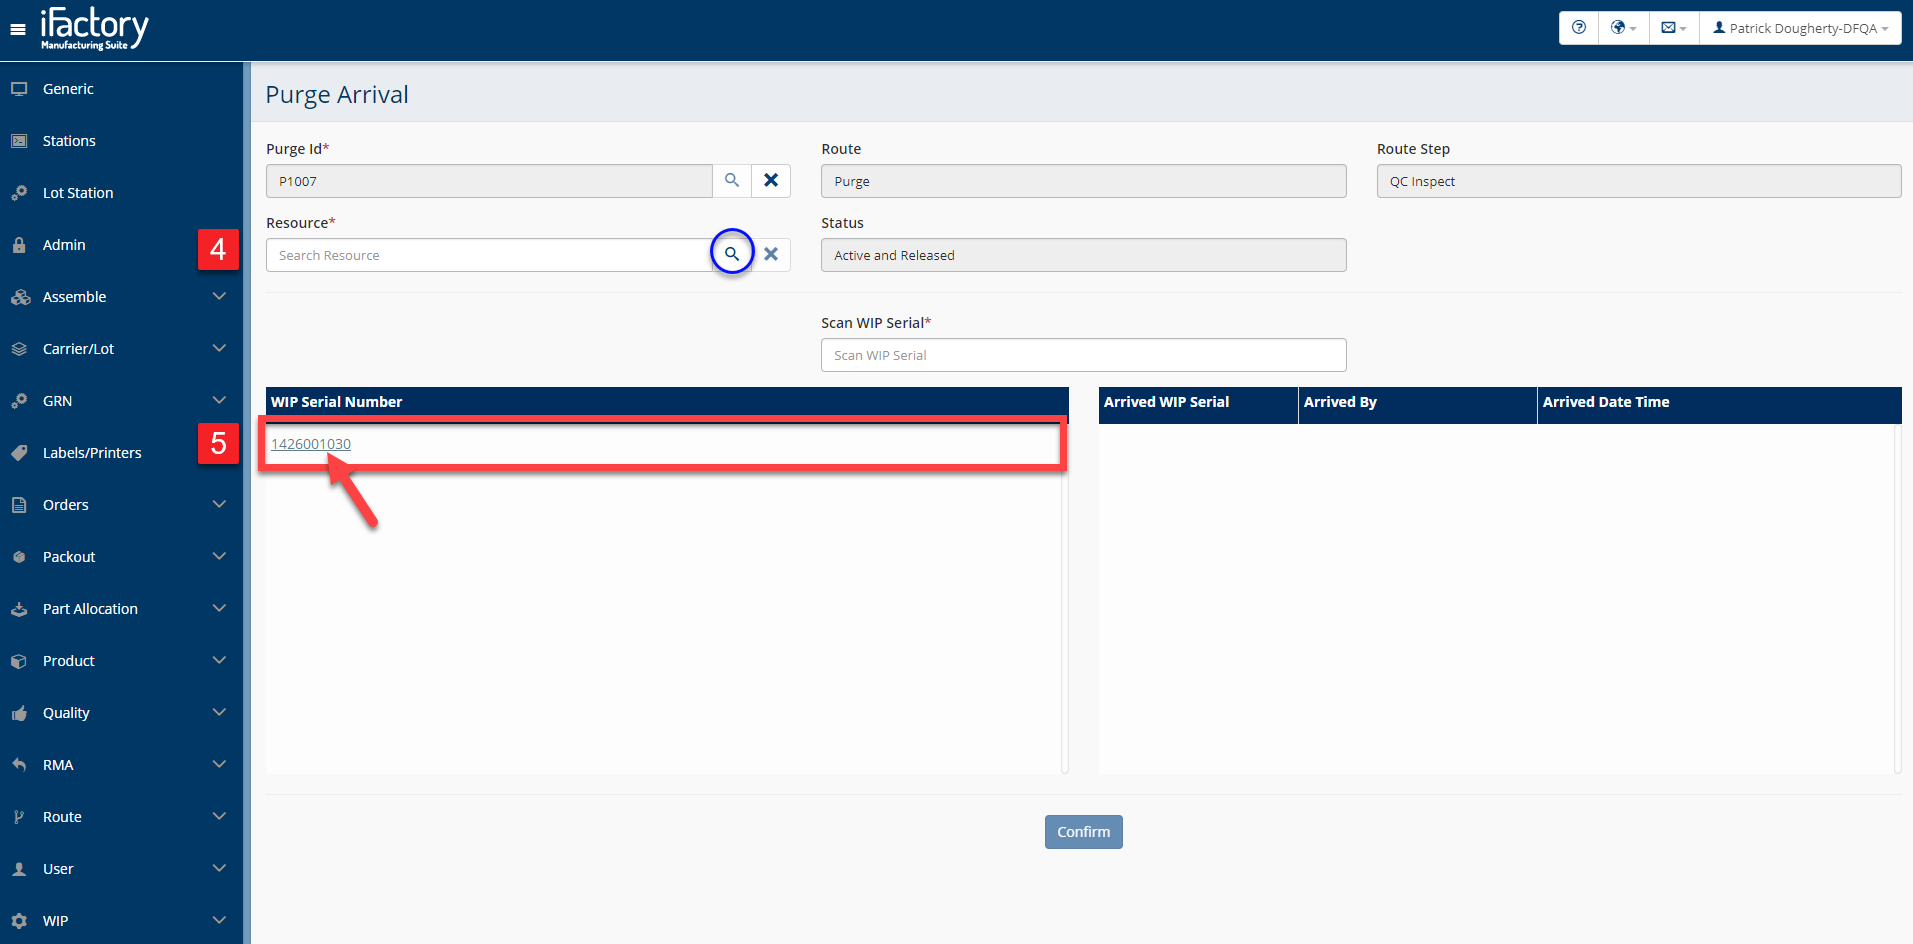 iFactory
Manufacturing Suite
Patrick Dougherty-DFQA
Generic
Stations
Lot Station
Admin
Assemble
Carrier/Lot
GRN
Labels/Printers
Orders
Packout
Part Allocation
Product
Quality
RMA
Route
User
WIP
Purge Arrival
Purge Id*
P1007
Route
Purge
Route Step
QC Inspect
4
Resource*
Search Resource
Status
Active and Released
Scan WIP Serial*
Scan WIP Serial
WIP Serial Number
5
1426001030
Arrived WIP Serial
Arrived By
Arrived Date Time
Confirm